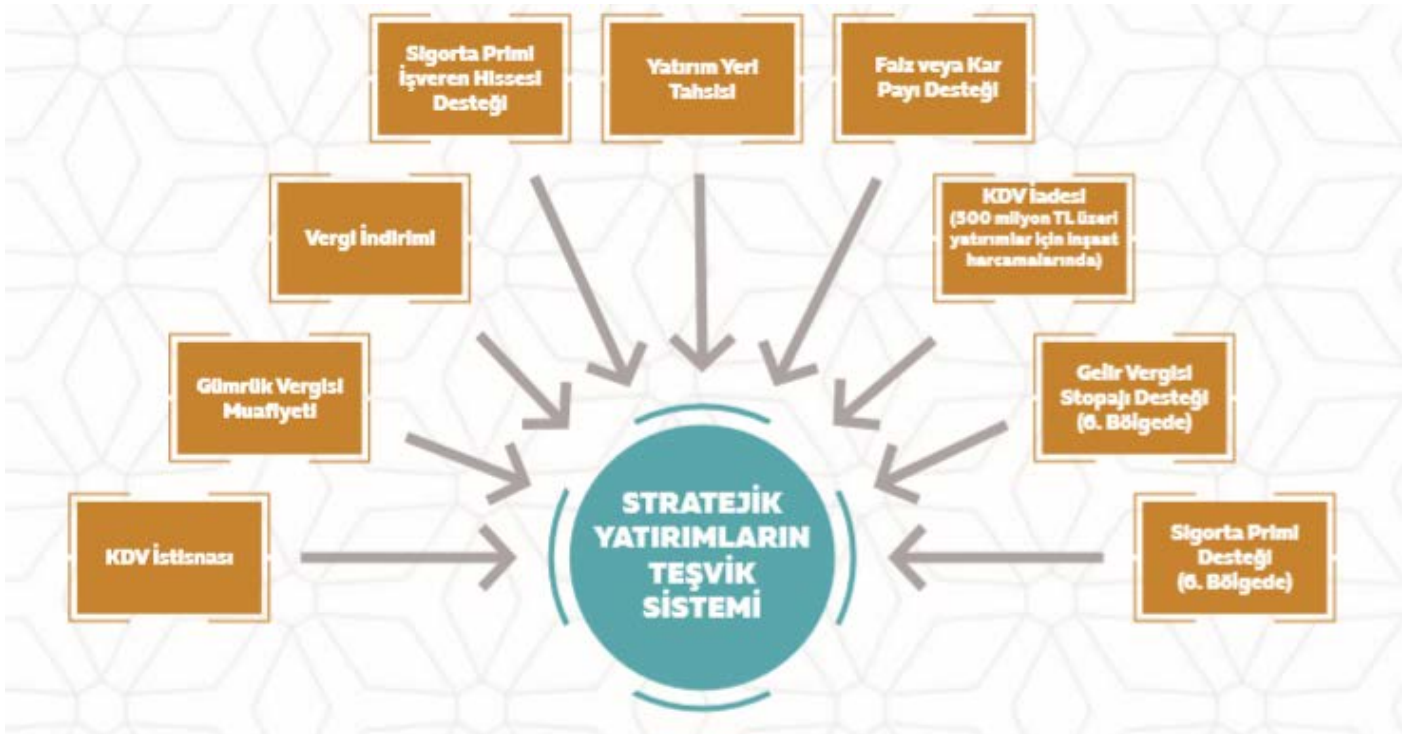 Sigorta Primi
İşveren Hissesi
Desteği
Yatırım Yeri
Tahsisi
Faiz veya Kar
Payı Desteği
Vergi İndirimi
KDV İadesi
(500 milyon TL üzeri
yatırımlar için inşaat
harcamalarında)
Gümrük Vergisi
Muafiyeti
Gelir Vergisi
Stopajı Desteği
(6. Bölgede)
KDV İstisnası
STRATEJİK
YATIRIMLARIN
TEŞVİK
SİSTEMİ
Sigorta Primi
Desteği
(6. Bölgede)